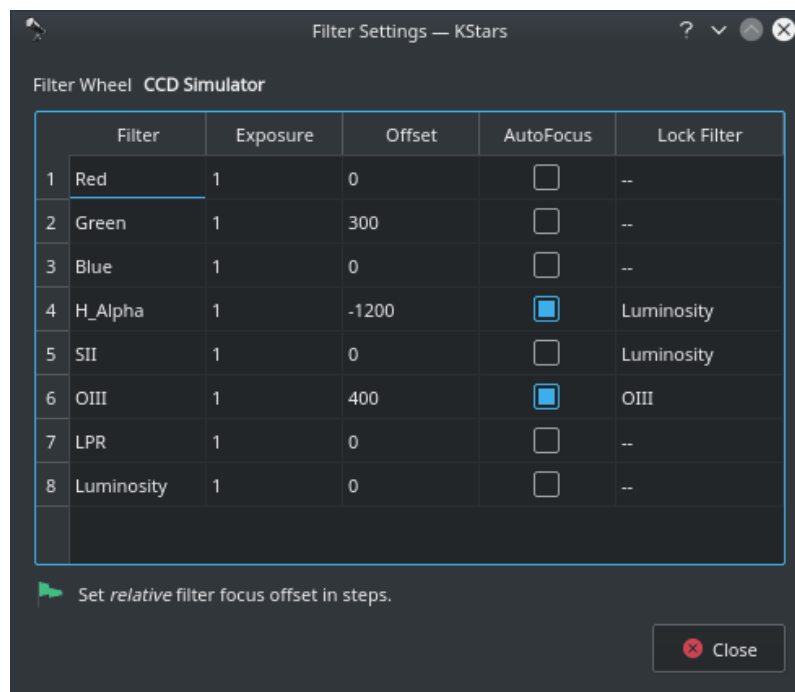 Filter Settings — KStars
Filter Wheel CCD Simulator
Filter Exposure Offset AutoFocus Lock Filter
1 Red 1 0 --
2 Green 1 300 --
3 Blue 1 0 --
4 H_Alpha 1 -1200 Luminosity
5 SII 1 0 Luminosity
6 OIII 1 400 OIII
7 LPR 1 0 --
8 Luminosity 1 0 --
Set relative filter focus offset in steps.
Close